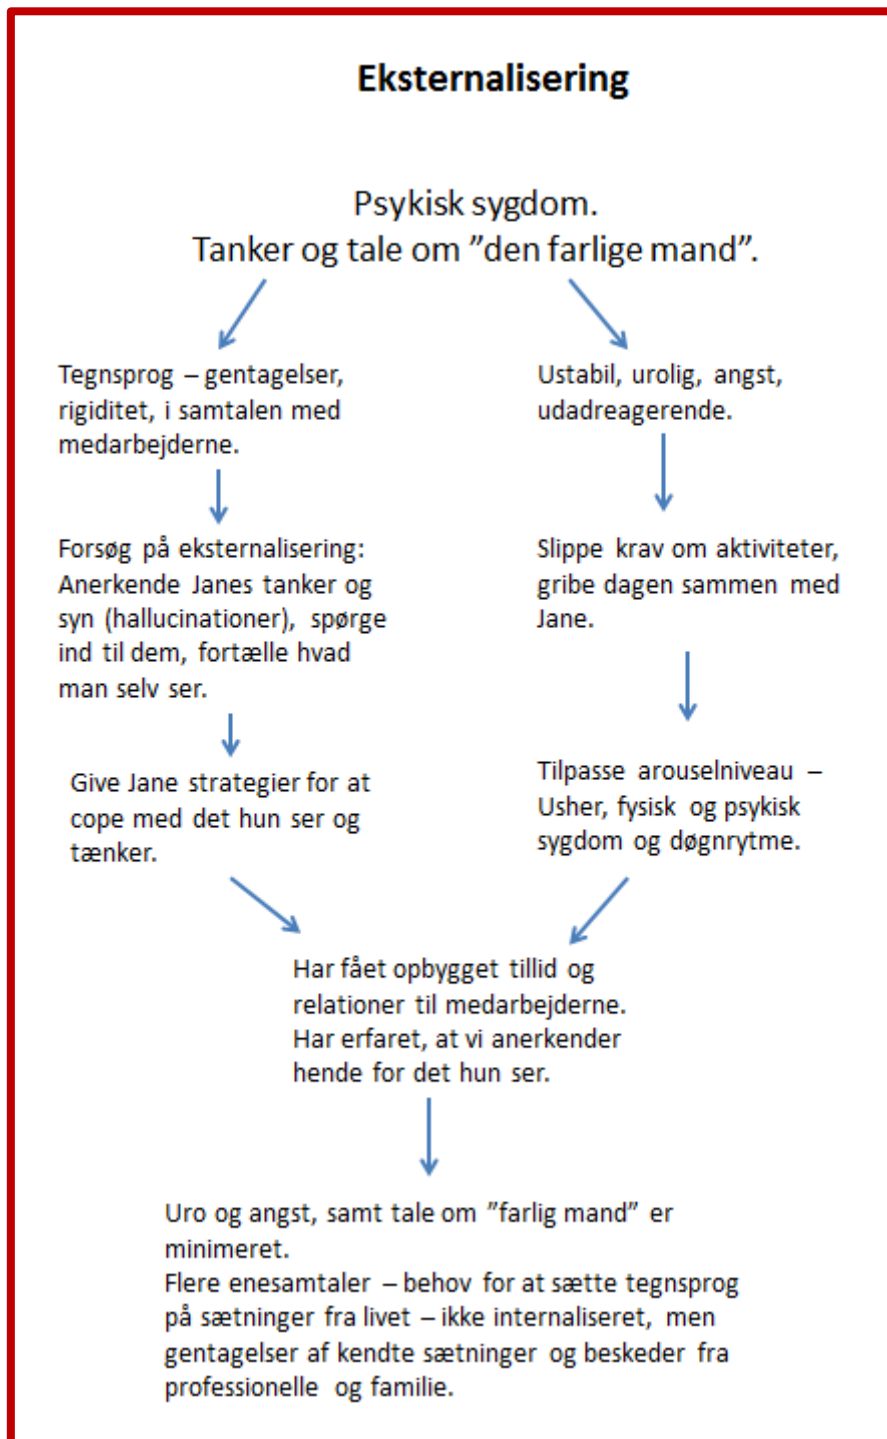 Eksternalisering
Psykisk sygdom.
Tanker og tale om ”den farlige mand”.
Tegnsprog – gentagelser,
rigiditet, i samtalen med
medarbejderne.
Forsøg på eksternalisering:
Anerkende Janes tanker og
syn (hallucinationer), spørge
ind til dem, fortælle hvad
man selv ser.
Give Jane strategier for at
cope med det hun ser og
tænker.
Ustabil, urolig, angst,
udadreagerende.
Slippe krav om aktiviteter,
gribe dagen sammen med
Jane.
Tilpasse arouselniveau –
Usher, fysisk og psykisk
sygdom og døgnrytme.
Har fået opbygget tillid og
relationer til medarbejderne.
Har erfaret, at vi anerkender
hende for det hun ser.
Uro og angst, samt tale om ”farlig mand” er
minimeret.
Flere enesamtaler – behov for at sætte tegnsprog
på sætninger fra livet – ikke internaliseret, men
gentagelser af kendte sætninger og beskeder fra
professionelle og familie.